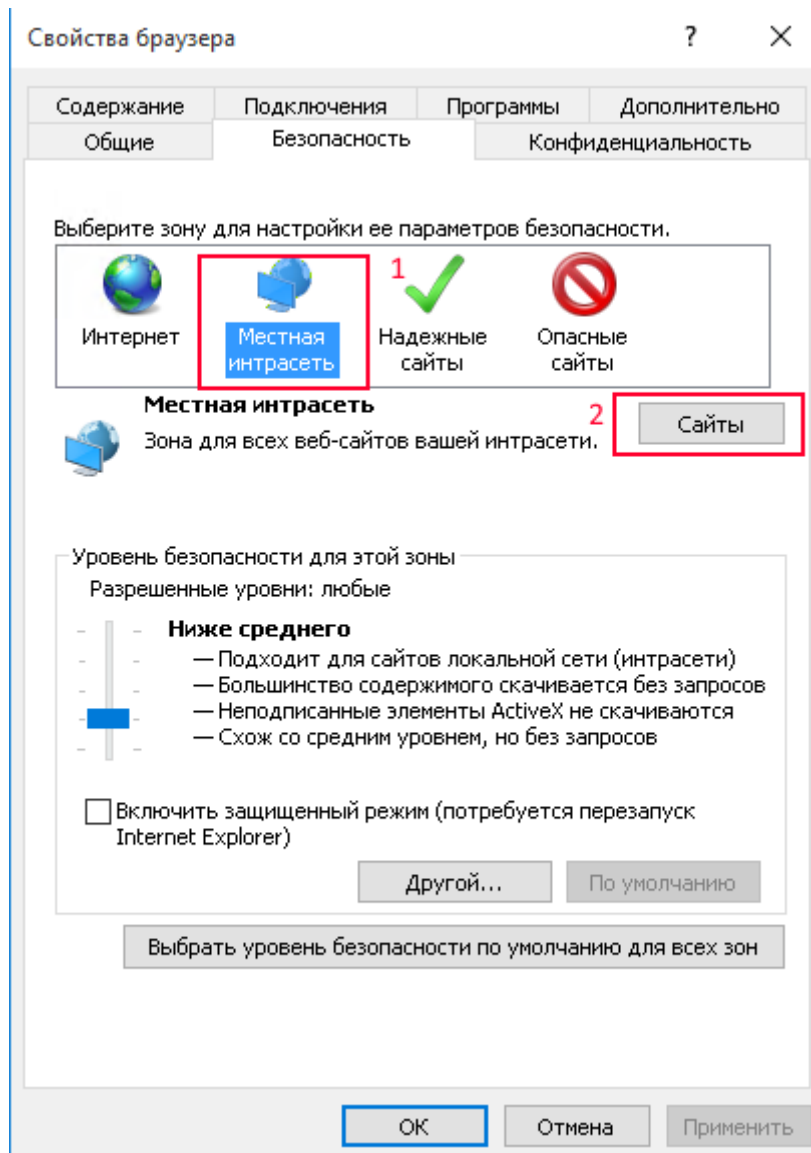 Свойства браузера ? ✕
Содержание Подключения Программы Дополнительно
Общие Безопасность Конфиденциальность
Выберите зону для настройки ее параметров безопасности.
1
Интернет Местная интрасеть Надежные сайты Опасные сайты
Местная интрасеть
2
Сайты
Зона для всех веб-сайтов вашей интрасети.
Уровень безопасности для этой зоны
Разрешенные уровни: любые
Ниже среднего
— Подходит для сайтов локальной сети (интрасети)
— Большинство содержимого скачивается без запросов
— Неподписанные элементы ActiveX не скачиваются
— Схож со средним уровнем, но без запросов
Включить защищенный режим (потребуется перезапуск
Internet Explorer)
Другой... По умолчанию
Выбрать уровень безопасности по умолчанию для всех зон
ОК Отмена Применить